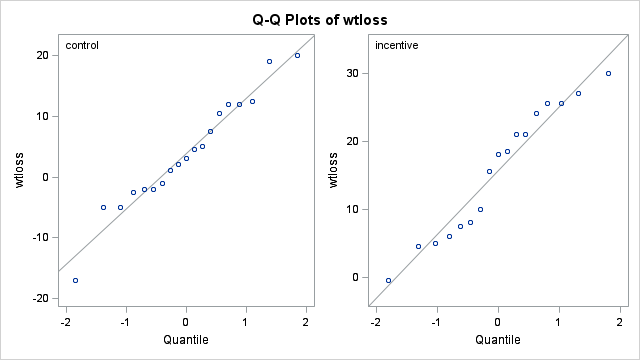 Q-Q Plots of wtloss
control
incentive
wtloss
20
10
0
-10
-20
-2 -1 0 1 2
Quantile
wtloss
30
20
10
0
-2 -1 0 1 2
Quantile